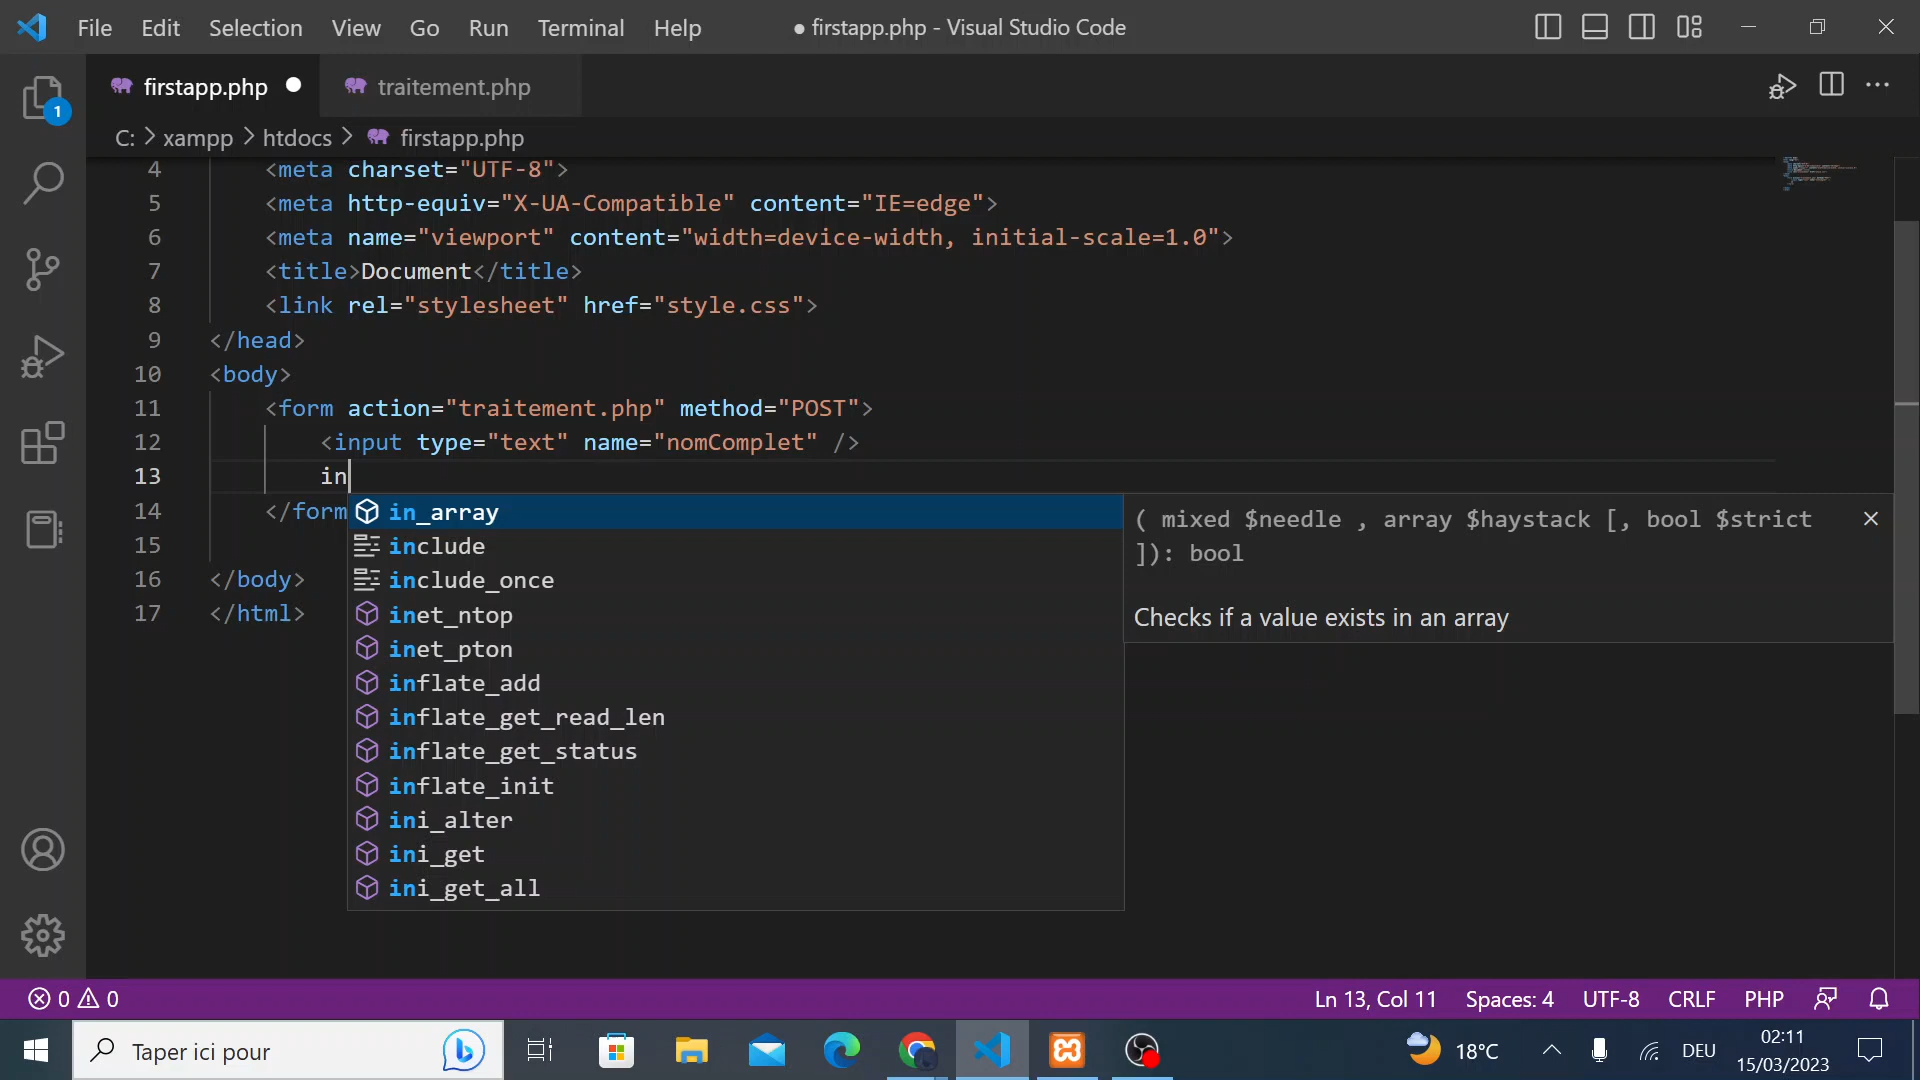 File Edit Selection View Go Run Terminal Help ● firstapp.php - Visual Studio Code
firstapp.php ● traitement.php
C: > xampp > htdocs > firstapp.php
1
4 <meta charset="UTF-8">
5 <meta http-equiv="X-UA-Compatible" content="IE=edge">
6 <meta name="viewport" content="width=device-width, initial-scale=1.0">
7 <title>Document</title>
8 <link rel="stylesheet" href="style.css">
9 </head>
10 <body>
11 <form action="traitement.php" method="POST">
12 <input type="text" name="nomComplet" />
13 in
14 </form
15
16 </body>
17 </html>
in_array
include
include_once
inet_ntop
inet_pton
inflate_add
inflate_get_read_len
inflate_get_status
inflate_init
ini_alter
ini_get
ini_get_all
( mixed $needle , array $haystack [, bool $strict
]): bool
Checks if a value exists in an array
0 0 Ln 13, Col 11 Spaces: 4 UTF-8 CRLF PHP
Taper ici pour 18°C DEU 02:11
15/03/2023